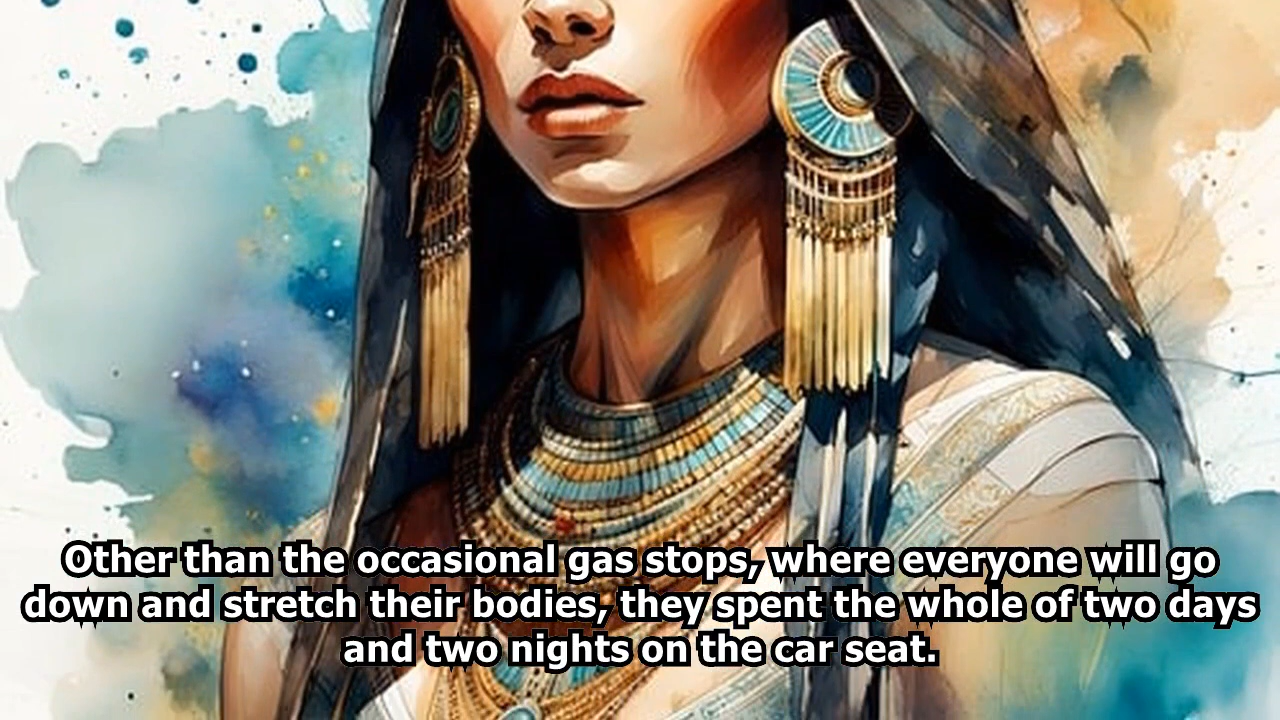 Other than the occasional gas stops, where everyone will go
down and stretch their bodies, they spent the whole of two days
and two nights on the car seat.